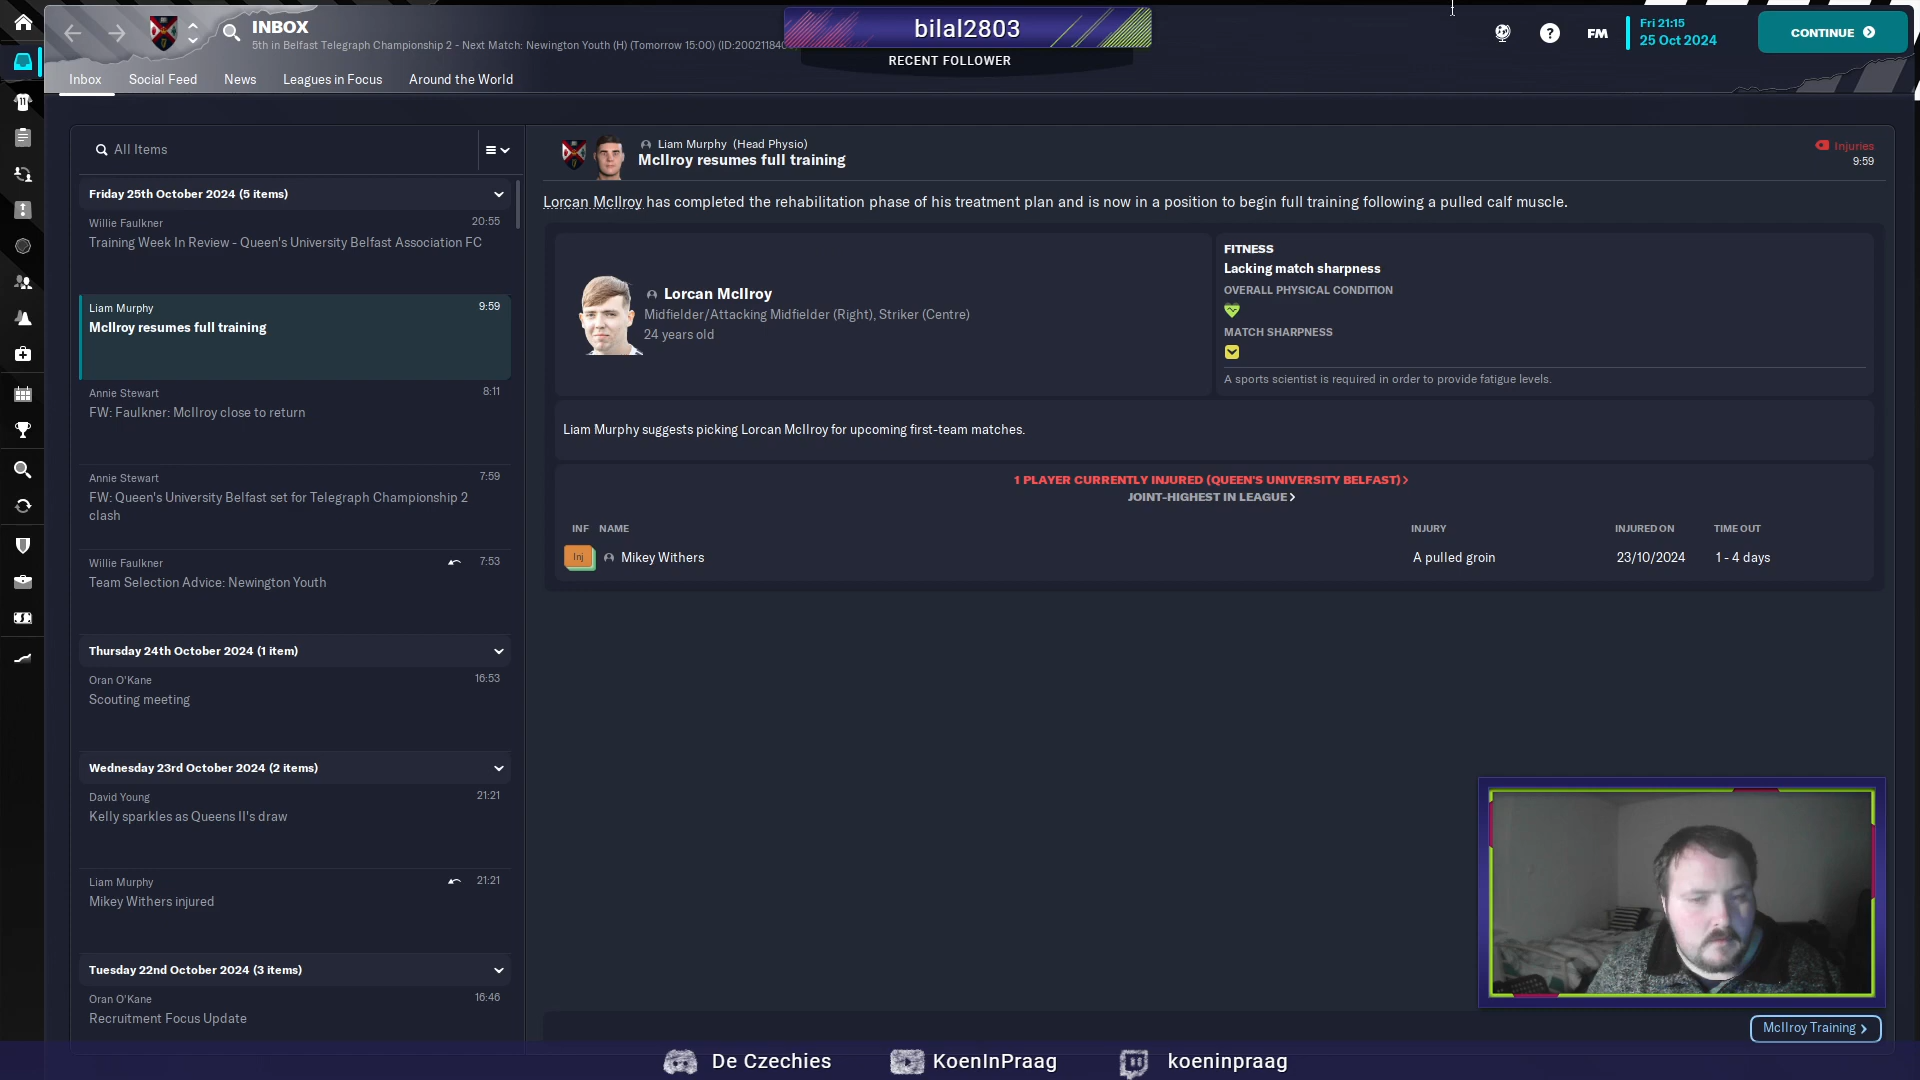 INBOX
5th in Belfast Telegraph Championship 2 - Next Match: Newington Youth (H) (Tomorrow 15:00) (ID:2002118
bilal2803
RECENT FOLLOWER
FM
Fri 21:15
25 Oct 2024
CONTINUE
Inbox
Social Feed
News
Leagues in Focus
Around the World
All Items
Friday 25th October 2024 (5 items)
Willie Faulkner
20:55
Training Week In Review - Queen's University Belfast Association FC
Liam Murphy
9:59
McIlroy resumes full training
Annie Stewart
8:11
FW: Faulkner: McIlroy close to return
Annie Stewart
7:59
FW: Queen's University Belfast set for Telegraph Championship 2
clash
Willie Faulkner
7:53
Team Selection Advice: Newington Youth
Thursday 24th October 2024 (1 item)
Oran O'Kane
16:53
Scouting meeting
Wednesday 23rd October 2024 (2 items)
David Young
21:21
Kelly sparkles as Queens II's draw
Liam Murphy
21:21
Mikey Withers injured
Tuesday 22nd October 2024 (3 items)
Oran O'Kane
16:46
Recruitment Focus Update
Liam Murphy (Head Physio)
McIlroy resumes full training
Injuries
9:59
Lorcan McIlroy has completed the rehabilitation phase of his treatment plan and is now in a position to begin full training following a pulled calf muscle.
Lorcan McIlroy
Midfielder/Attacking Midfielder (Right), Striker (Centre)
24 years old
FITNESS
Lacking match sharpness
OVERALL PHYSICAL CONDITION
MATCH SHARPNESS
A sports scientist is required in order to provide fatigue levels.
Liam Murphy suggests picking Lorcan McIlroy for upcoming first-team matches.
1 PLAYER CURRENTLY INJURED (QUEEN'S UNIVERSITY BELFAST)
JOINT-HIGHEST IN LEAGUE
INF NAME INJURY INJURED ON TIME OUT
Inj Mikey Withers A pulled groin 23/10/2024 1 - 4 days
McIlroy Training
De Czechies
KoenInPraag
koeninpraag